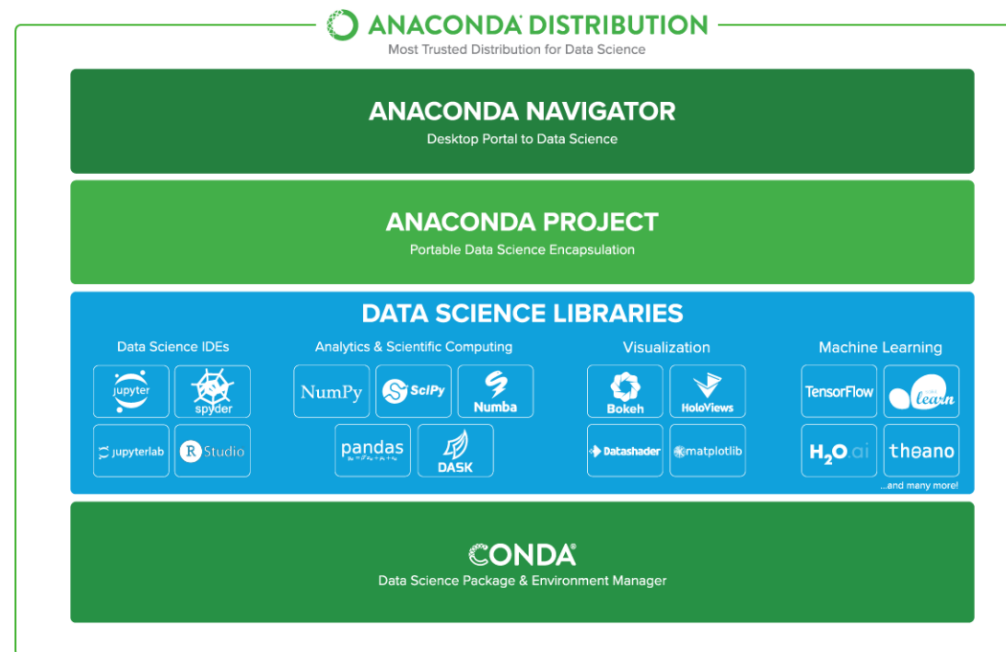 ANACONDA DISTRIBUTION
Most Trusted Distribution for Data Science
ANACONDA NAVIGATOR
Desktop Portal to Data Science
ANACONDA PROJECT
Portable Data Science Encapsulation
DATA SCIENCE LIBRARIES
Data Science IDEs
jupyter
spyder
jupyterlab
R Studio
Analytics & Scientific Computing
NumPy
SciPy
Numba
pandas
DASK
Visualization
Bokeh
HoloViews
Datashader
matplotlib
Machine Learning
TensorFlow
learn
H2O.ai
theano
...and many more!
CONDA®
Data Science Package & Environment Manager